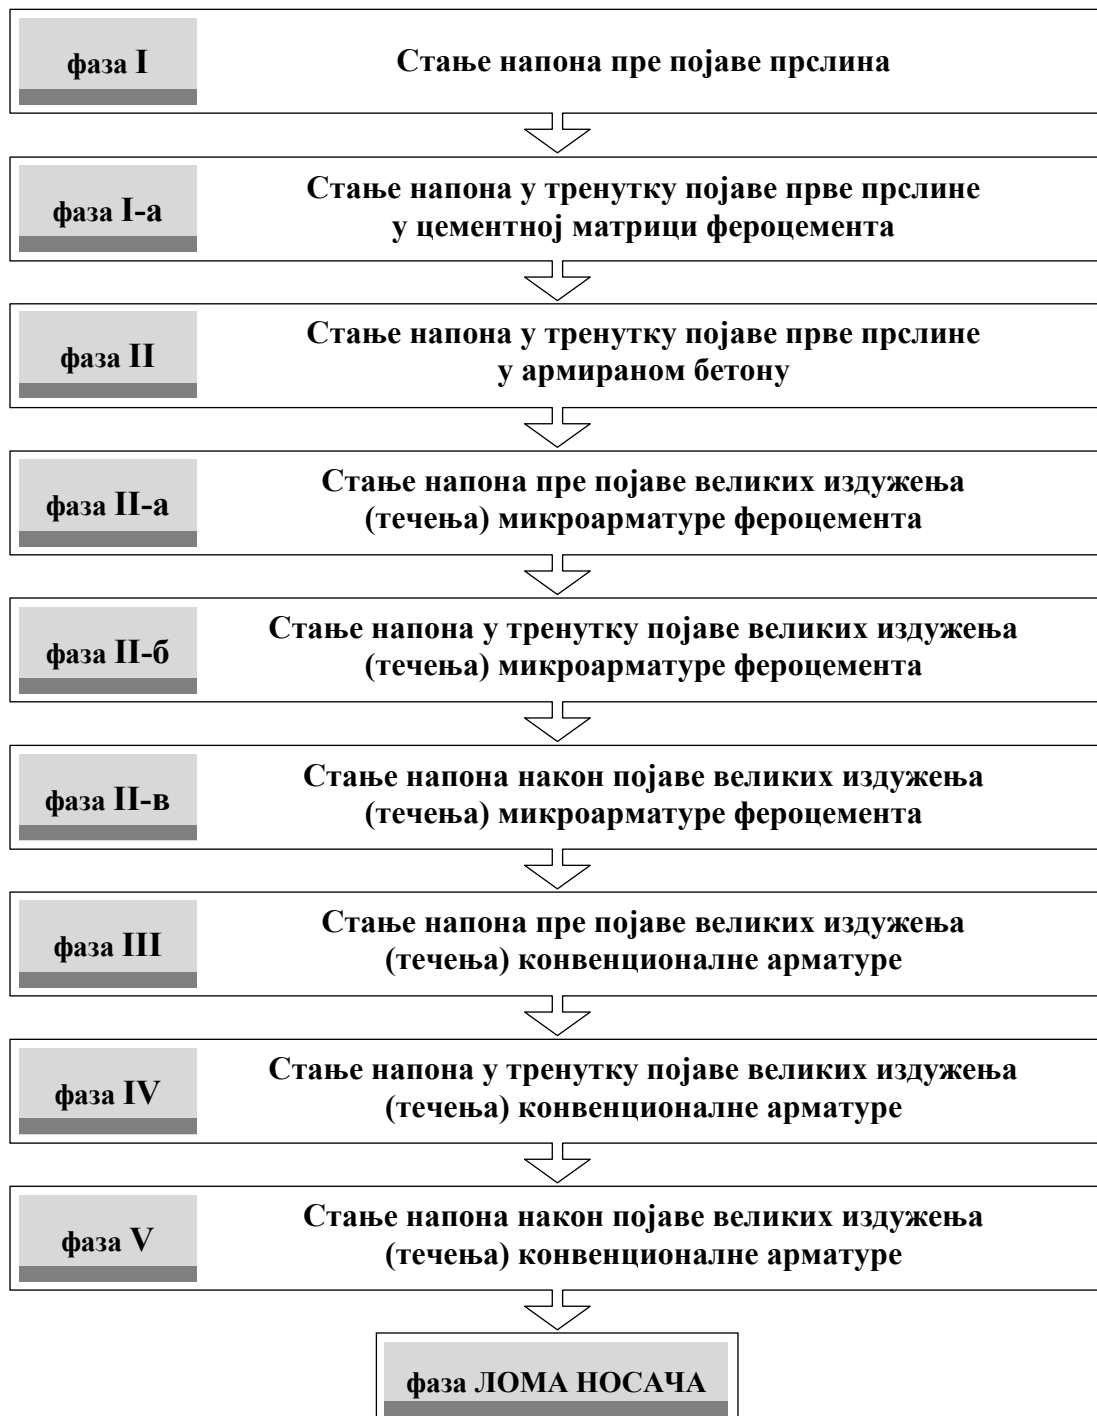 фаза I
Стање напона пре појаве прслина
фаза I-а
Стање напона у тренутку појаве прве прслине
у цементној матрици фероцемента
фаза II
Стање напона у тренутку појаве прве прслине
у армираном бетону
фаза II-а
Стање напона пре појаве великих издужења
(течења) микроарматуре фероцемента
фаза II-б
Стање напона у тренутку појаве великих издужења
(течења) микроарматуре фероцемента
фаза II-в
Стање напона након појаве великих издужења
(течења) микроарматуре фероцемента
фаза III
Стање напона пре појаве великих издужења
(течења) конвенционалне арматуре
фаза IV
Стање напона у тренутку појаве великих издужења
(течења) конвенционалне арматуре
фаза V
Стање напона након појаве великих издужења
(течења) конвенционалне арматуре
фаза ЛОМА НОСАЧА